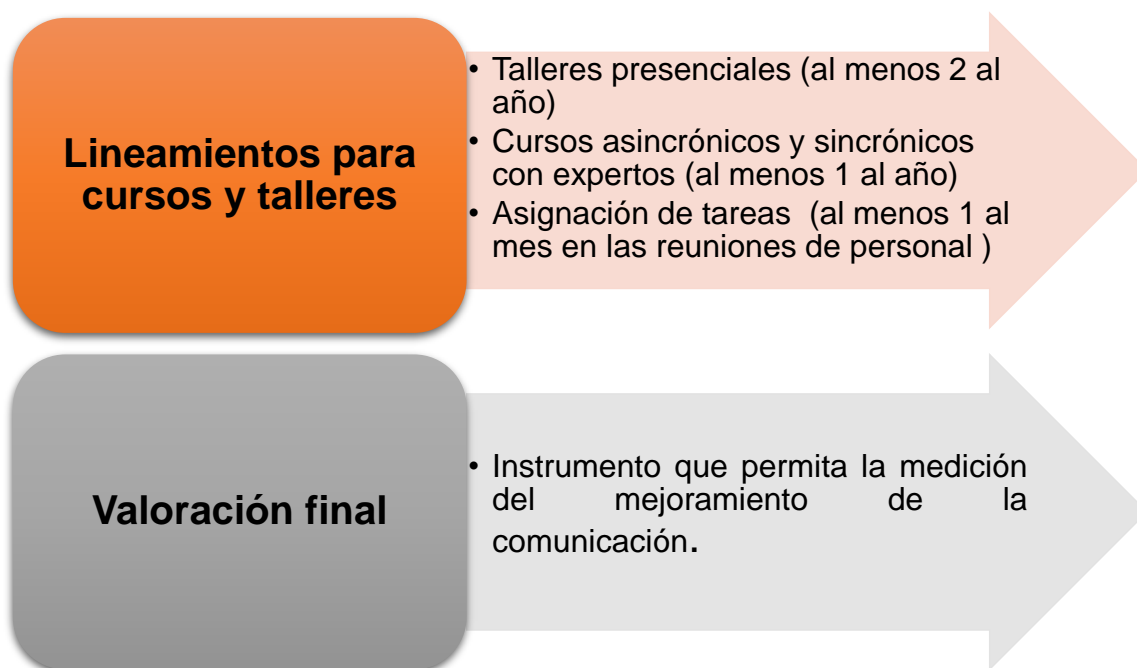 Lineamientos para
cursos y talleres
• Talleres presenciales (al menos 2 al
año)
• Cursos asincrónicos y sincrónicos
con expertos (al menos 1 al año)
• Asignación de tareas (al menos 1 al
mes en las reuniones de personal )
Valoración final
• Instrumento que permita la medición
del mejoramiento de la
comunicación.